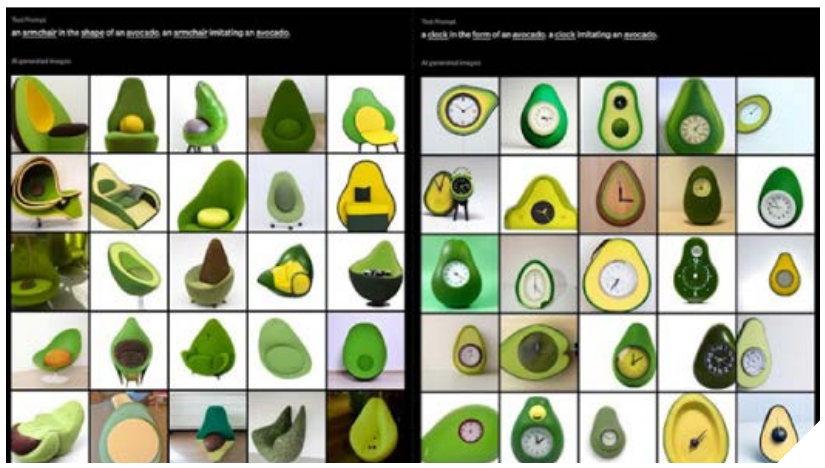 Text Prompt
an armchair in the shape of an avocado. an armchair imitating an avocado.
AI generated images
Text Prompt
a clock in the form of an avocado. a clock imitating an avocado.
AI generated images